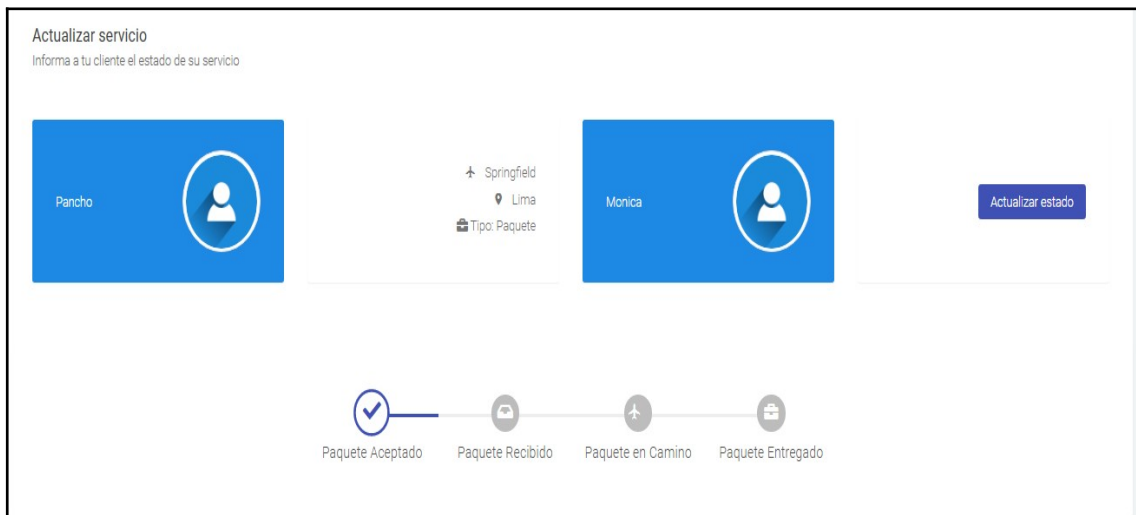 Actualizar servicio
Informa a tu cliente el estado de su servicio
Pancho
Springfield
Lima
Tipo: Paquete
Monica
Actualizar estado
Paquete Aceptado
Paquete Recibido
Paquete en Camino
Paquete Entregado